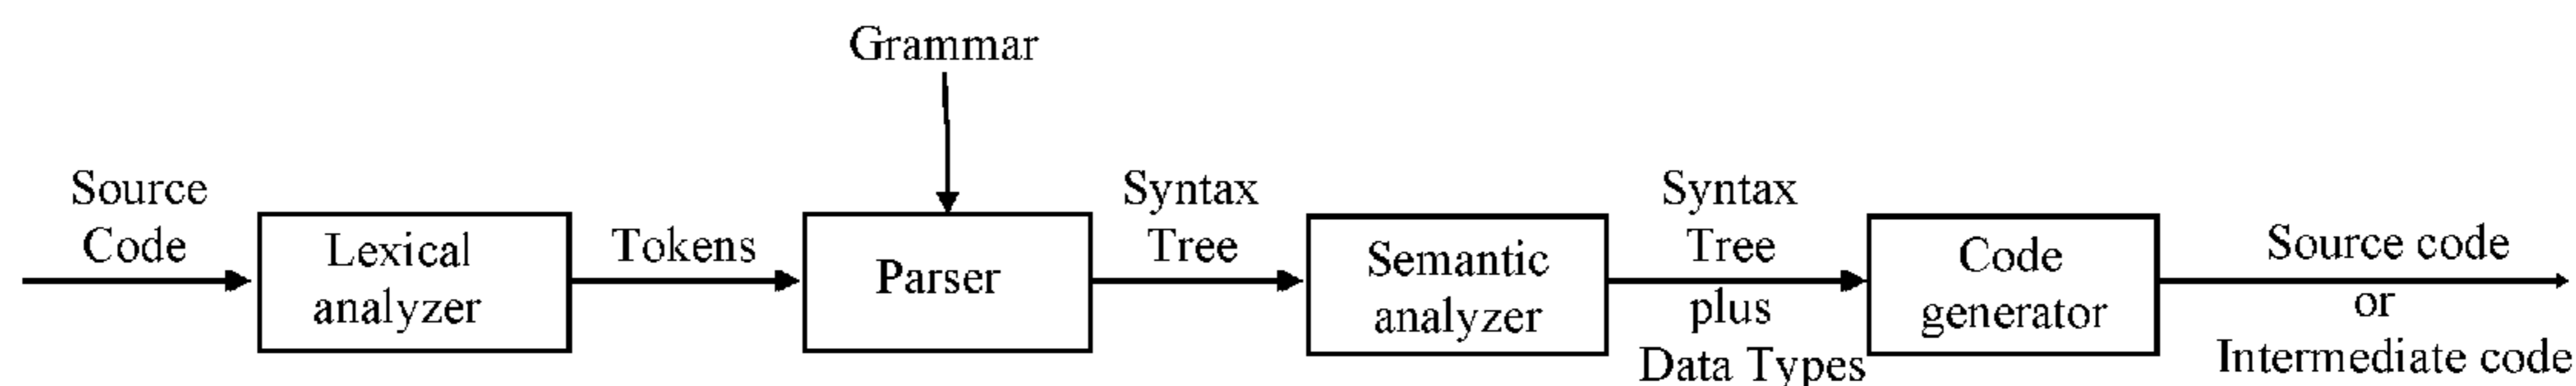 Grammar
Source
Code
Lexical
analyzer
Tokens
Parser
Syntax
Tree
Semantic
analyzer
Syntax
Tree
plus
Data Types
Code
generator
Source code
or
Intermediate code